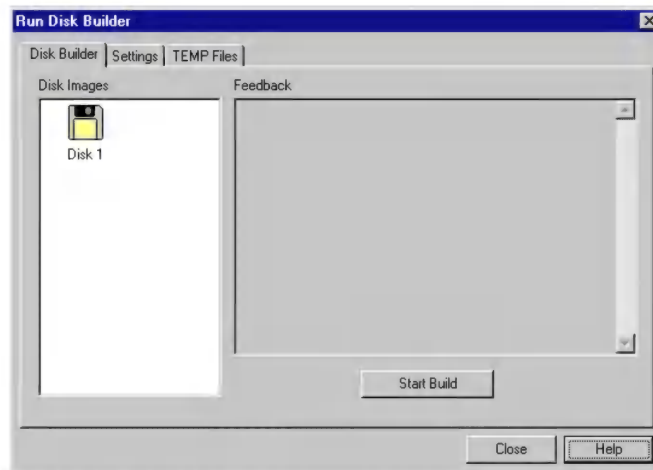 Run Disk Builder
Disk Builder Settings TEMP Files
Disk Images Feedback
Disk 1
Start Build
Close Help